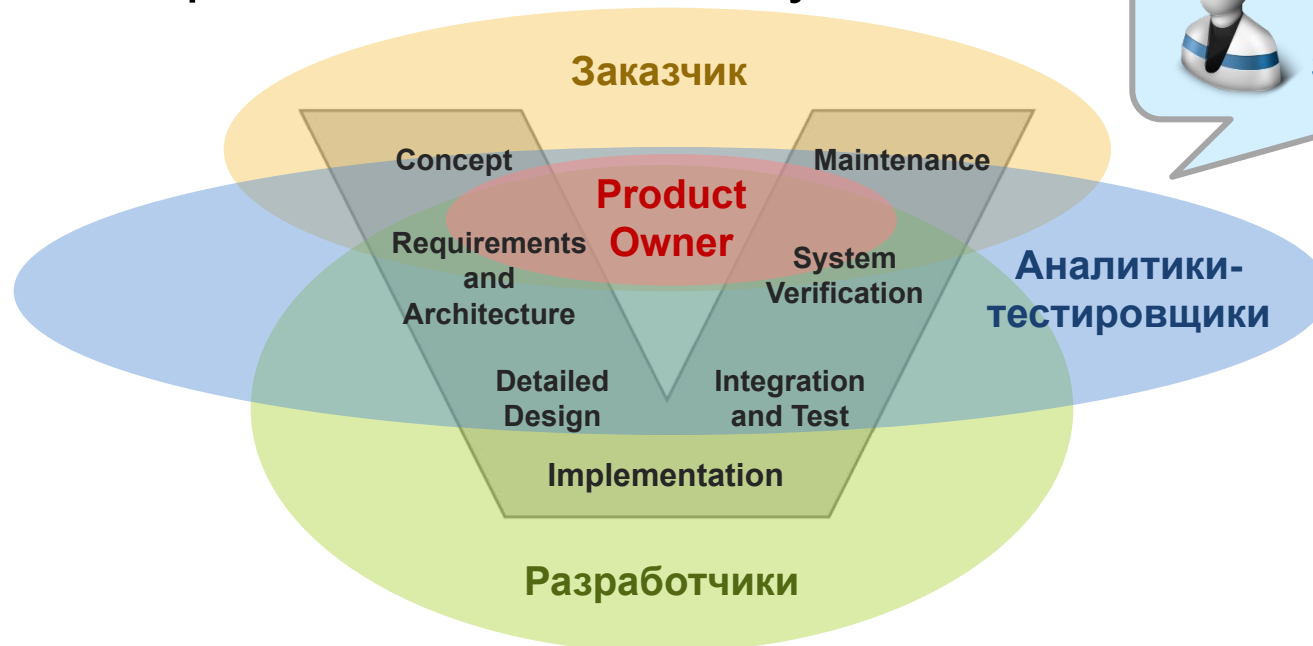 Заказчик
Concept
Maintenance
Product
Owner
Requirements
and
Architecture
System
Verification
Аналитики-
тестировщики
Detailed
Design
Integration
and Test
Implementation
Разработчики